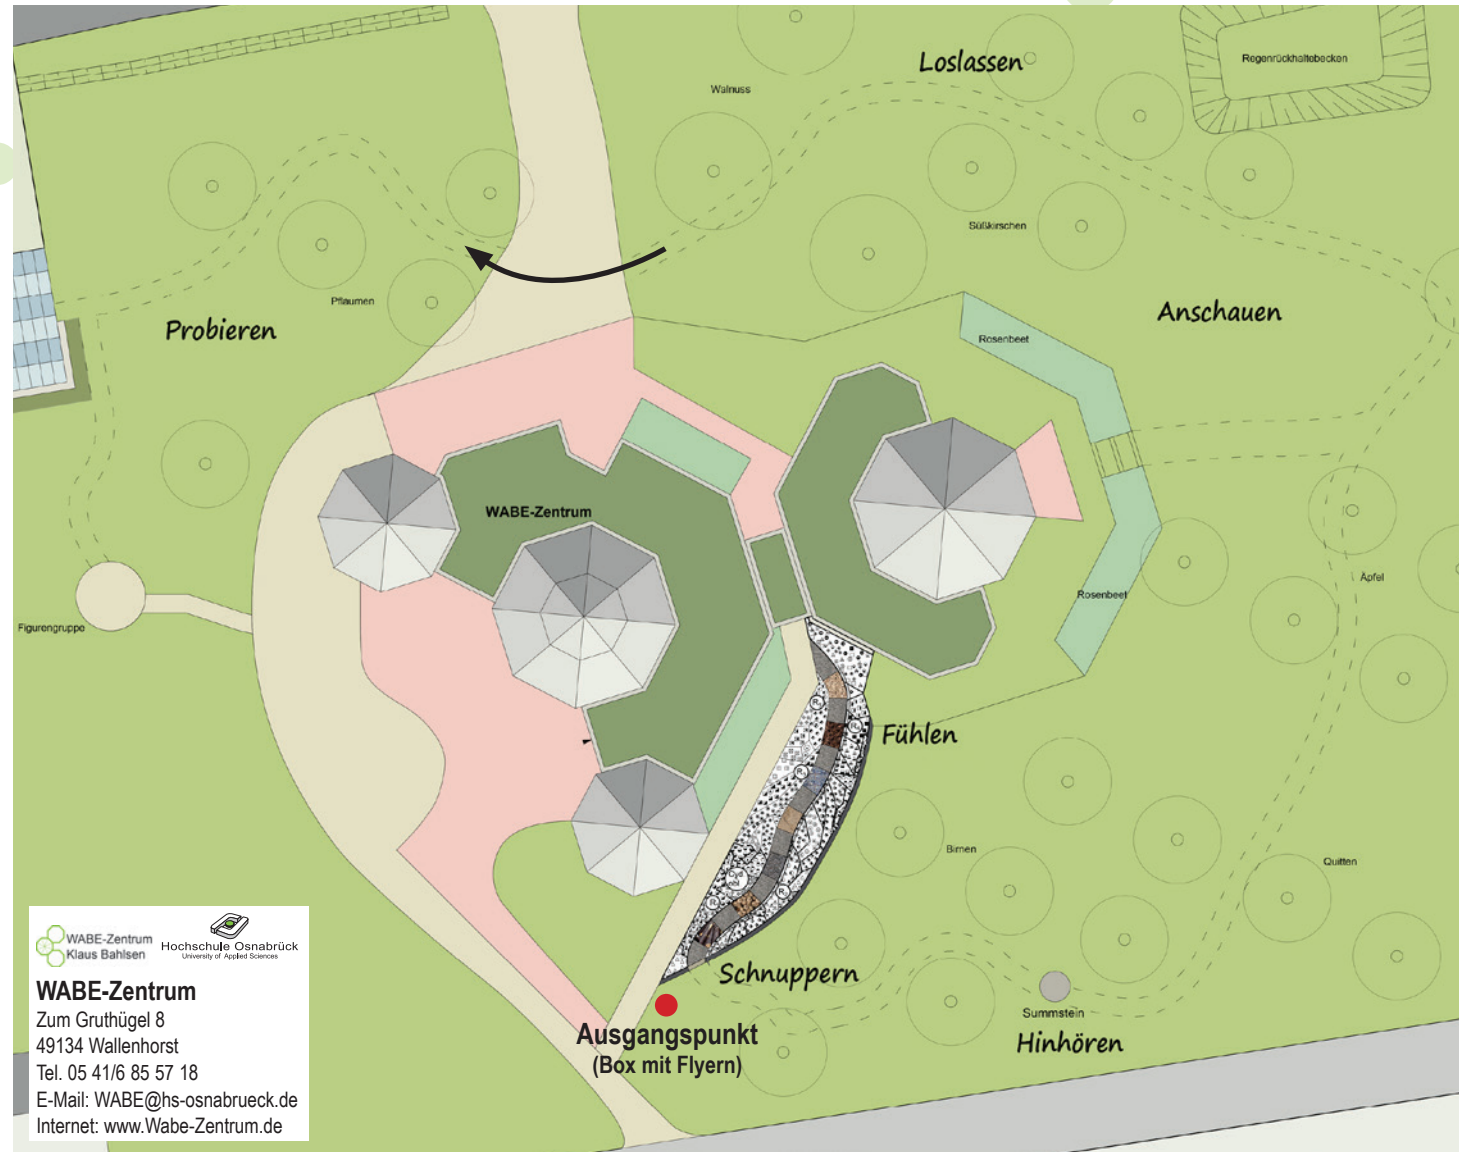 Loslassen
Regenrückhaltebecken
Walnuss
Süßkirschen
Pflaumen
Probieren
Anschauen
Rosenbeet
WABE-Zentrum
Äpfel
Rosenbeet
Figurengruppe
Fühlen
Birnen
Quitten
Schnuppern
Summstein
Hinhören
Ausgangspunkt
(Box mit Flyern)
WABE-Zentrum
Klaus Bahlsen
Hochschule Osnabrück
University of Applied Sciences
WABE-Zentrum
Zum Gruthügel 8
49134 Wallenhorst
Tel. 05 41/6 85 57 18
E-Mail: WABE@hs-osnabrueck.de
Internet: www.Wabe-Zentrum.de